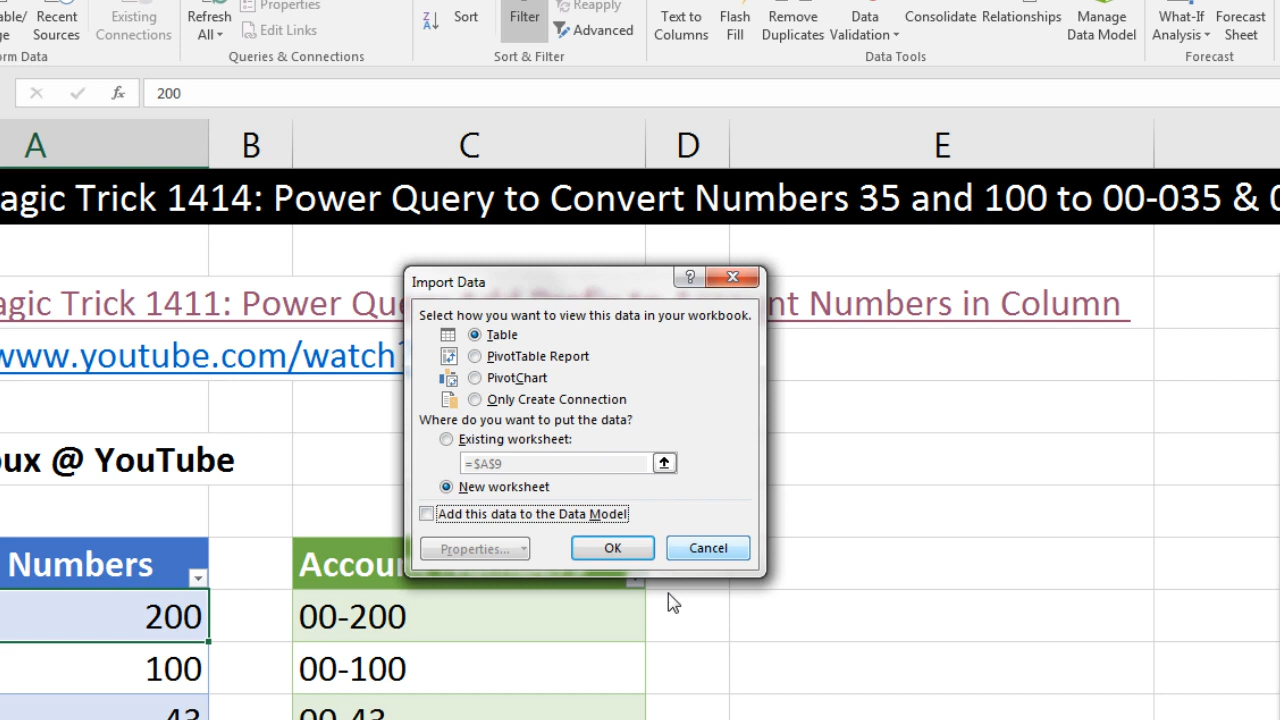 Properties
Reapply
Refresh
All
Existing
Connections
Recent
Sources
Edit Links
Sort
Filter
Advanced
Text to
Columns
Flash
Fill
Remove
Duplicates
Data
Validation
Consolidate
Relationships
Manage
Data Model
What-If
Analysis
Forecast
Sheet
rm Data
Queries & Connections
Sort & Filter
Data Tools
Forecast
fx 200
A B C D E
agic Trick 1414: Power Query to Convert Numbers 35 and 100 to 00-035 &
agic Trick 1411: Power Que
nt Numbers in Column
www.youtube.com/watch
oux @ YouTube
Import Data
?
Select how you want to view this data in your workbook.
Table
PivotTable Report
PivotChart
Only Create Connection
Where do you want to put the data?
Existing worksheet:
=$A$9
New worksheet
Add this data to the Data Model
Properties...
OK
Cancel
Numbers
Accou
200 00-200
100 00-100
43 00-43